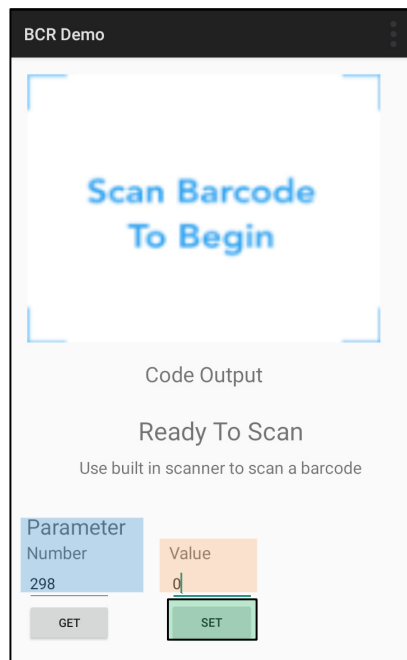 BCR Demo
Scan Barcode
To Begin
Code Output
Ready To Scan
Use built in scanner to scan a barcode
Parameter
Number Value
298 0
GET SET